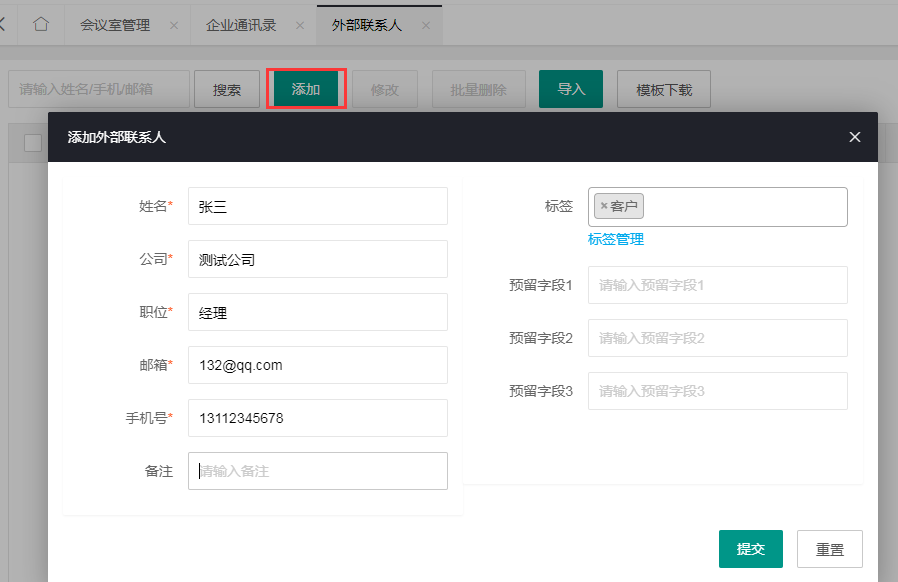 会议室管理 × 企业通讯录 × 外部联系人 ×
请输入姓名/手机/邮箱 搜索 添加 修改 批量删除 导入 模板下载
添加外部联系人 ×
姓名* 张三
公司* 测试公司
职位* 经理
邮箱* 132@qq.com
手机号* 13112345678
备注 请输入备注
标签 ×客户
标签管理
预留字段1 请输入预留字段1
预留字段2 请输入预留字段2
预留字段3 请输入预留字段3
提交 重置